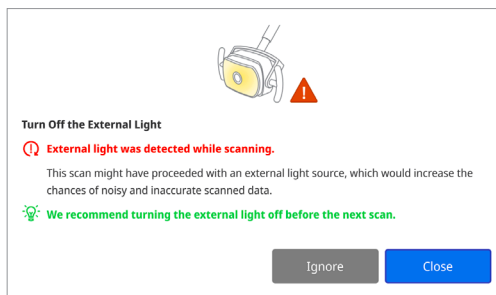 Turn Off the External Light
External light was detected while scanning.
This scan might have proceeded with an external light source, which would increase the
chances of noisy and inaccurate scanned data.
We recommend turning the external light off before the next scan.
Ignore
Close